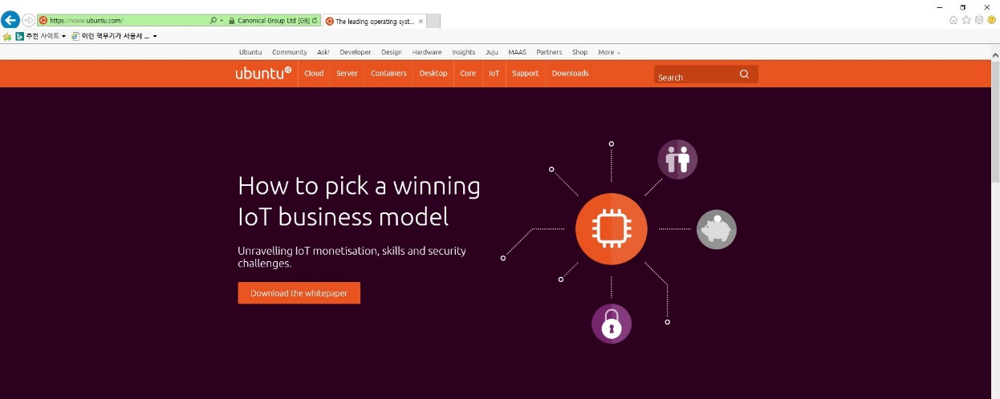 https://www.ubuntu.com/
Canonical Group Ltd [GB]
The leading operating syst...
추천 사이트
이런 핵무기가 서울서 ...
Ubuntu Community Ask! Developer Design Hardware Insights Juju MAAS Partners Shop More
ubuntu Cloud Server Containers Desktop Core IoT Support Downloads Search
How to pick a winning
IoT business model
Unravelling IoT monetisation, skills and security
challenges.
Download the whitepaper